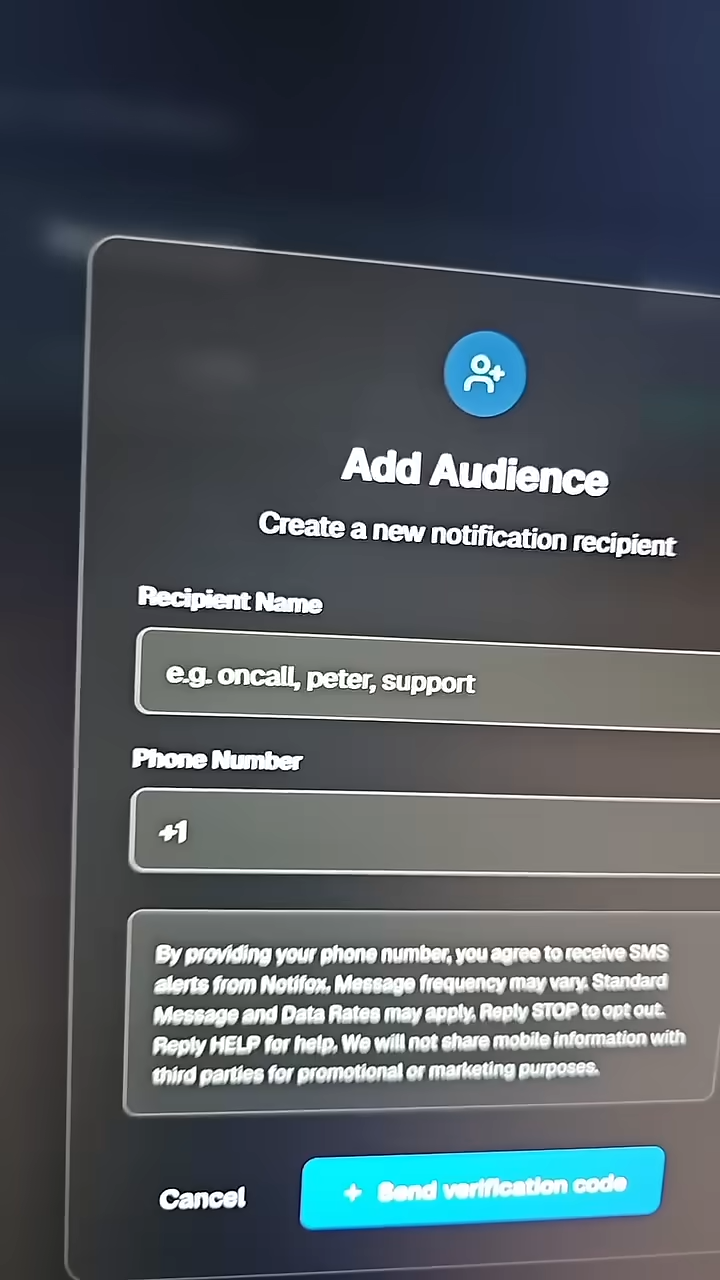 Add Audience
Create a new notification recipient
Recipient Name
e.g. oncall, peter, support
Phone Number
+1
By providing your phone number, you agree to receive SMS
alerts from Notifox. Message frequency may vary. Standard
Message and Data Rates may apply. Reply STOP to opt out.
Reply HELP for help. We will not share mobile information with
third parties for promotional or marketing purposes.
Cancel
+ Send verification code